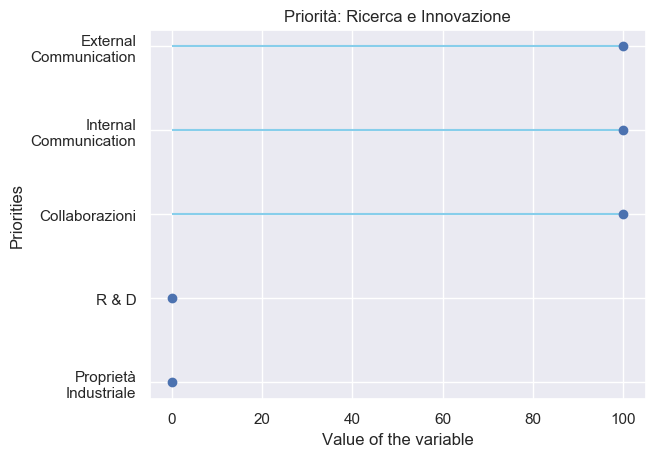 Priorità: Ricerca e Innovazione
External
Communication
Internal
Communication
Collaborazioni
R & D
Proprietà
Industriale
Priorities
0 20 40 60 80 100
Value of the variable